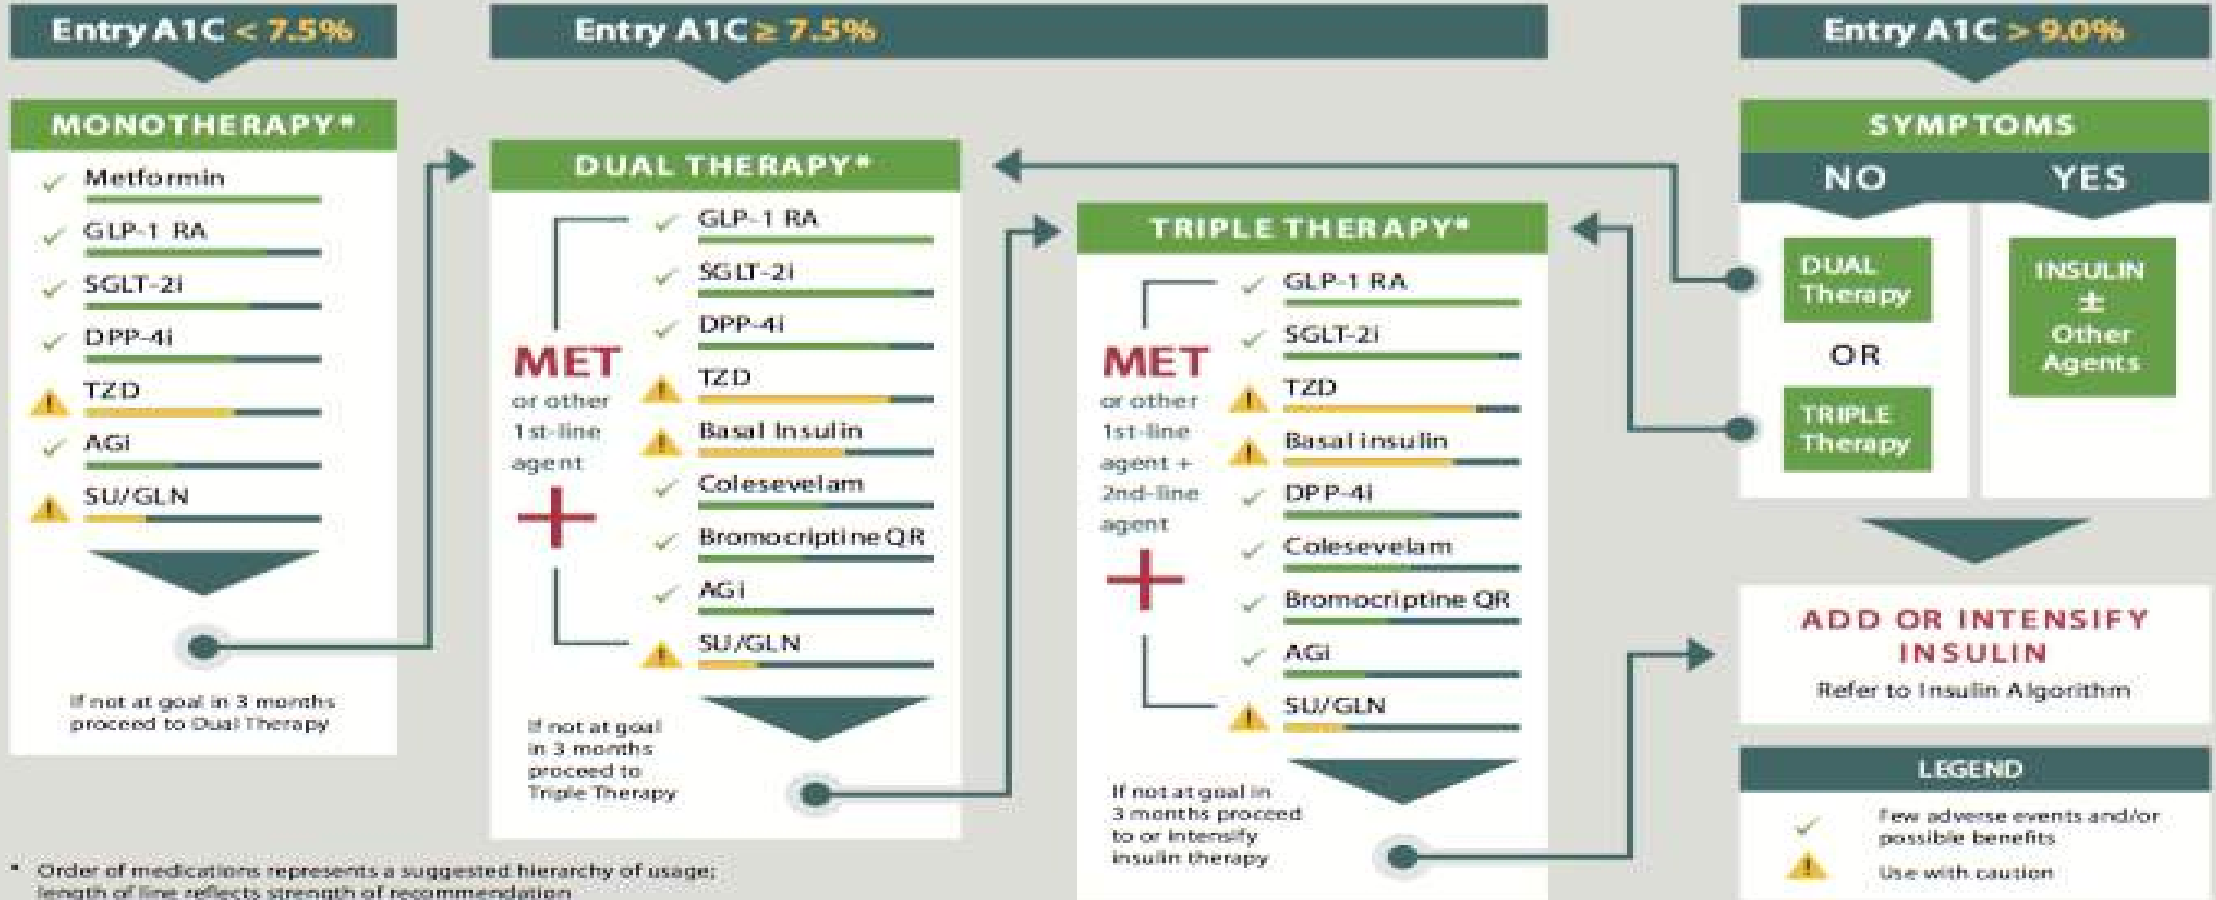 Entry A1C < 7.5%
MONOTHERAPY*
Metformin
GLP-1 RA
SGLT-2i
DPP-4i
TZD
AGi
SU/GLN
If not at goal in 3 months
proceed to Dual Therapy
Entry A1C ≥ 7.5%
DUAL THERAPY*
MET
or other
1st-line
agent
+
GLP-1 RA
SGLT-2i
DPP-4i
TZD
Basal Insulin
Colesevelam
Bromocriptine QR
AGi
SU/GLN
If not at goal
in 3 months
proceed to
Triple Therapy
TRIPLE THERAPY*
MET
or other
1st-line
agent +
2nd-line
agent
+
GLP-1 RA
SGLT-2i
TZD
Basal insulin
DPP-4i
Colesevelam
Bromocriptine QR
AGi
SU/GLN
If not at goal in
3 months proceed
to or intensify
insulin therapy
Entry A1C > 9.0%
SYMPTOMS
NO
YES
DUAL
Therapy
OR
TRIPLE
Therapy
INSULIN
±
Other
Agents
ADD OR INTENSIFY
INSULIN
Refer to Insulin Algorithm
LEGEND
Few adverse events and/or
possible benefits
Use with caution
* Order of medications represents a suggested hierarchy of usage;
length of line reflects strength of recommendation